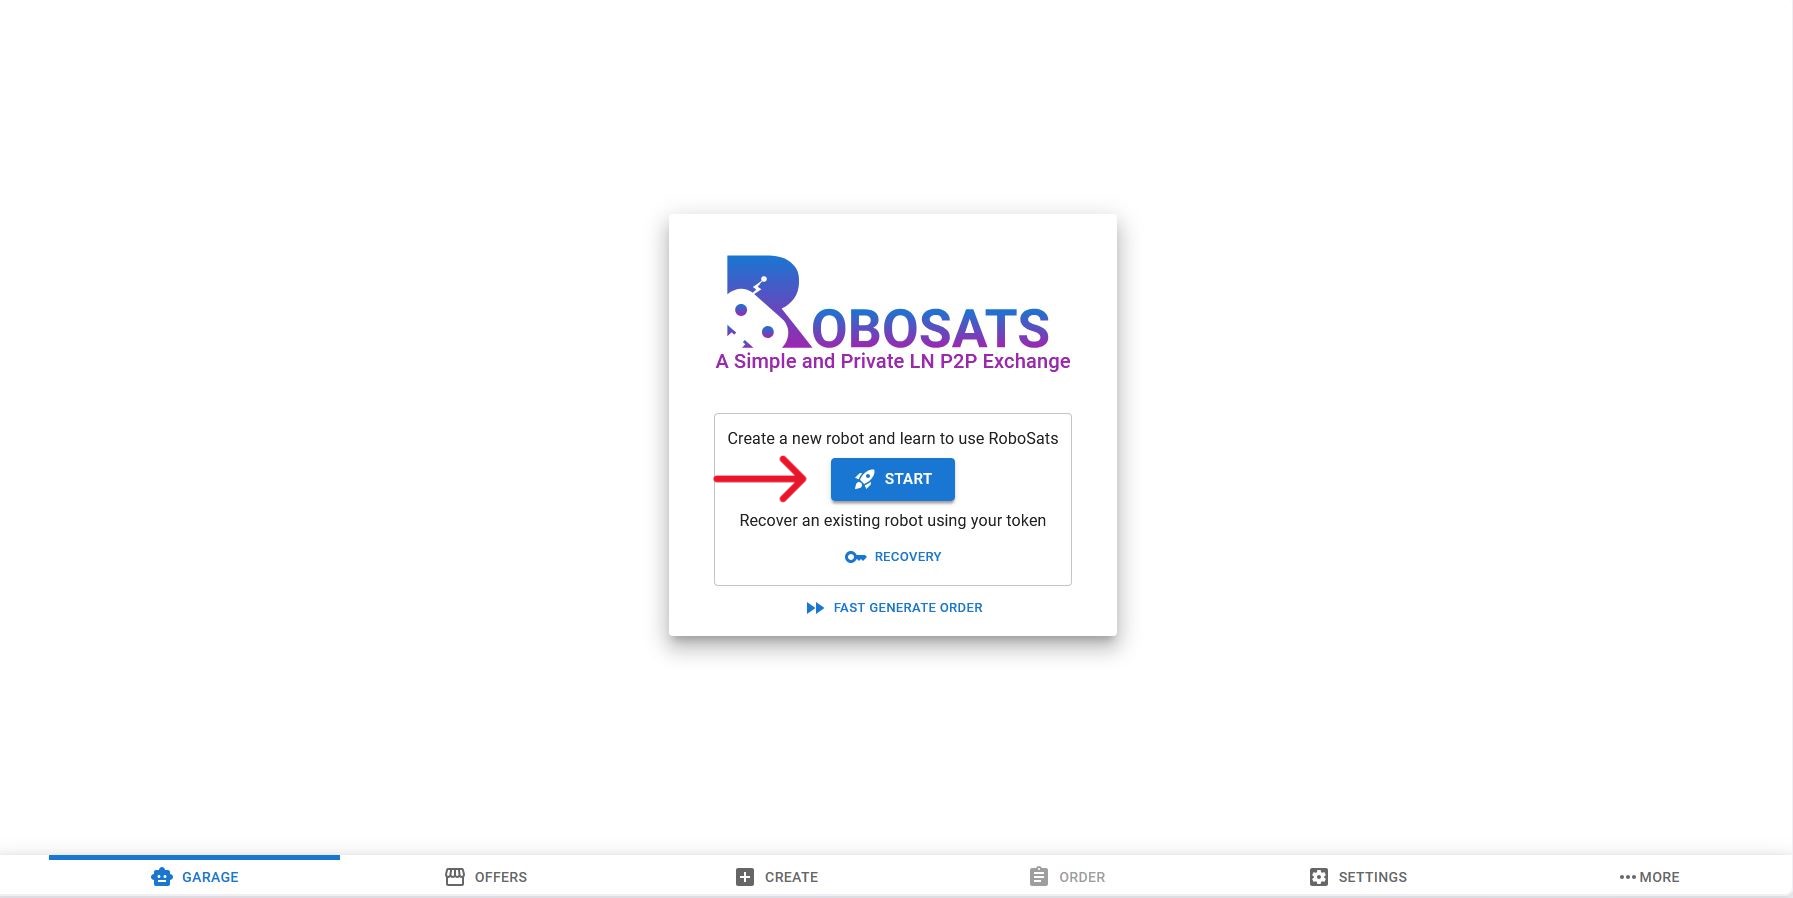 ROBOSATS
A Simple and Private LN P2P Exchange
Create a new robot and learn to use RoboSats
START
Recover an existing robot using your token
RECOVERY
FAST GENERATE ORDER
GARAGE OFFERS CREATE ORDER SETTINGS MORE